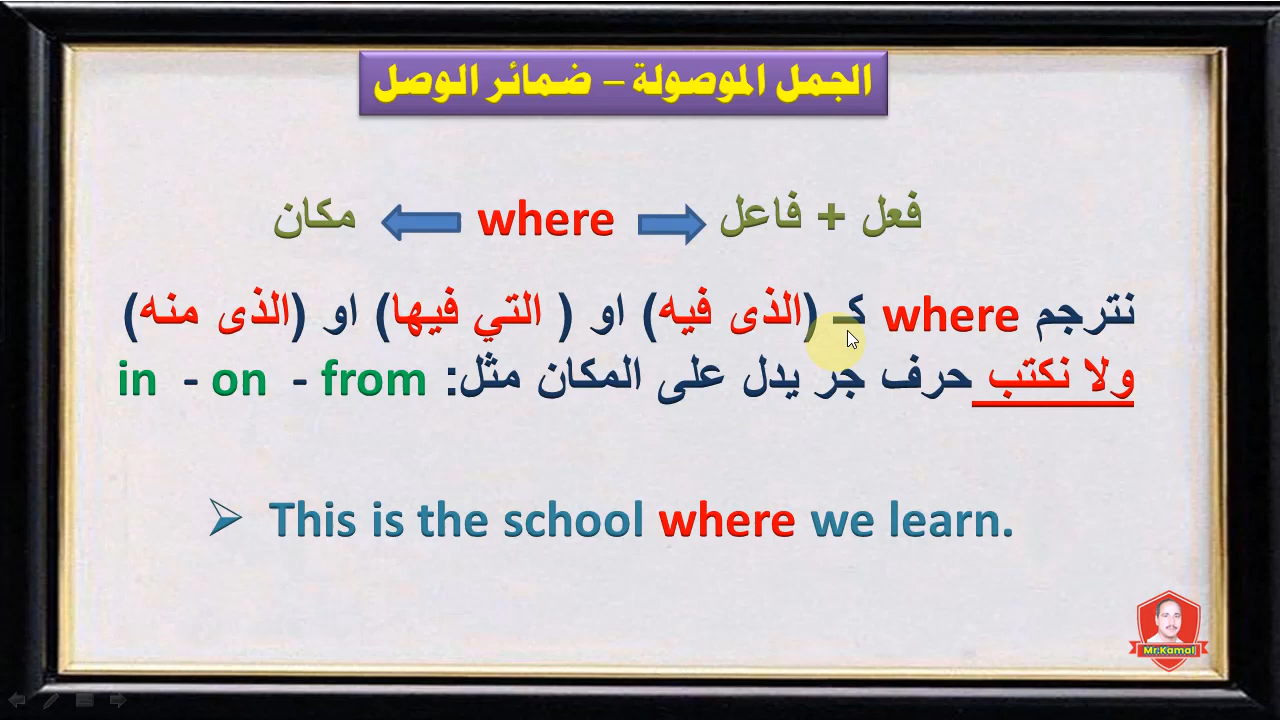 الجمل الموصولة – ضمائر الوصل
مكان where فاعل + فعل
نترجم where كـ (الذى فيه) او ( التي فيها) او (الذى منه)
ولا نكتب حرف جر يدل على المكان مثل: in - on - from
This is the school where we learn.
Mr.Kamal